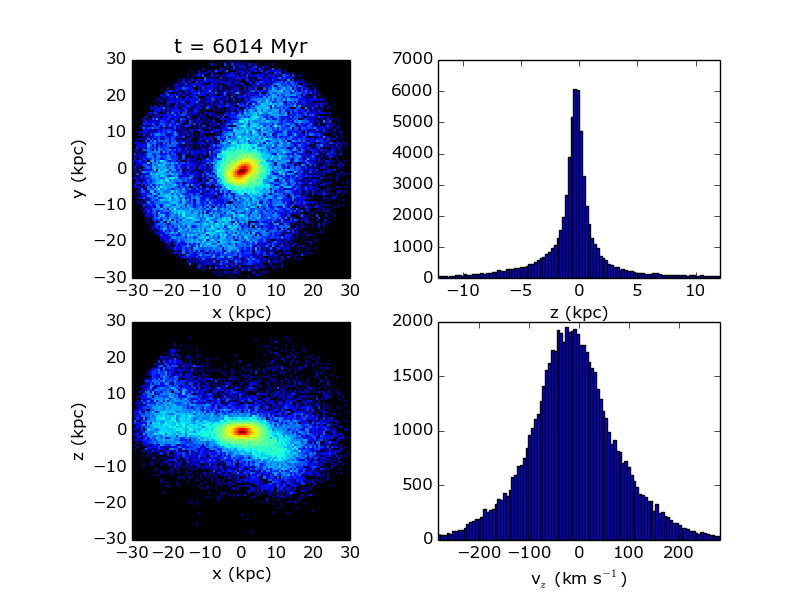 t = 6014 Myr
30
20
10
0
−10
−20
−30
y (kpc)
−30 −20 −10 0 10 20 30
x (kpc)
7000
6000
5000
4000
3000
2000
1000
0
−10 −5 0 5 10
z (kpc)
30
20
10
0
−10
−20
−30
z (kpc)
−30 −20 −10 0 10 20 30
x (kpc)
2000
1500
1000
500
0
−200 −100 0 100 200
v_z (km s^−1)